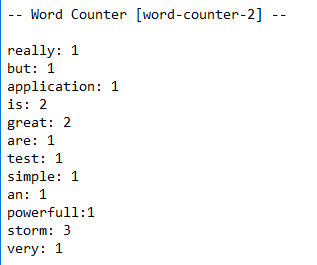 -- Word Counter [word-counter-2] --
really: 1
but: 1
application: 1
is: 2
great: 2
are: 1
test: 1
simple: 1
an: 1
powerfull:1
storm: 3
very: 1